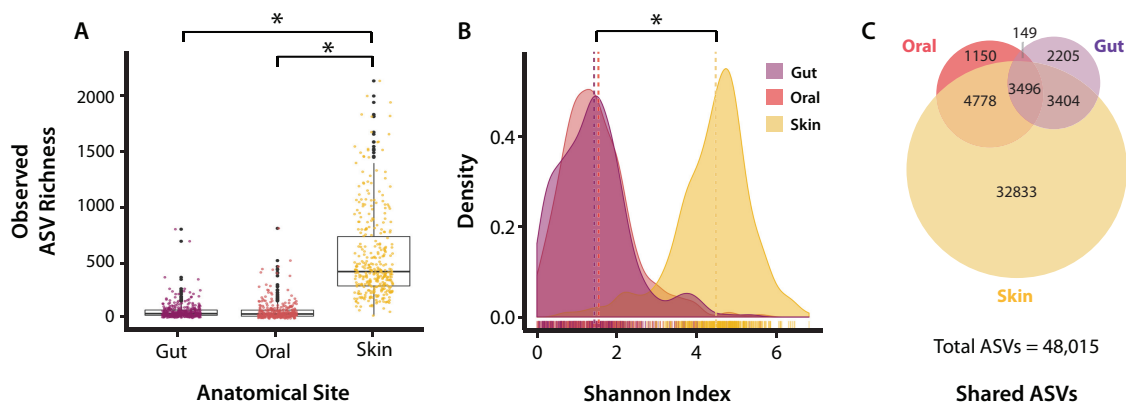 A
*
*
Observed
ASV Richness
2000
1500
1000
500
0
Gut
Oral
Skin
Anatomical Site
B
*
Gut
Oral
Skin
Density
0.4
0.2
0.0
0
2
4
6
Shannon Index
C
149
Oral
1150
2205
Gut
4778
3496
3404
32833
Skin
Total ASVs = 48,015
Shared ASVs